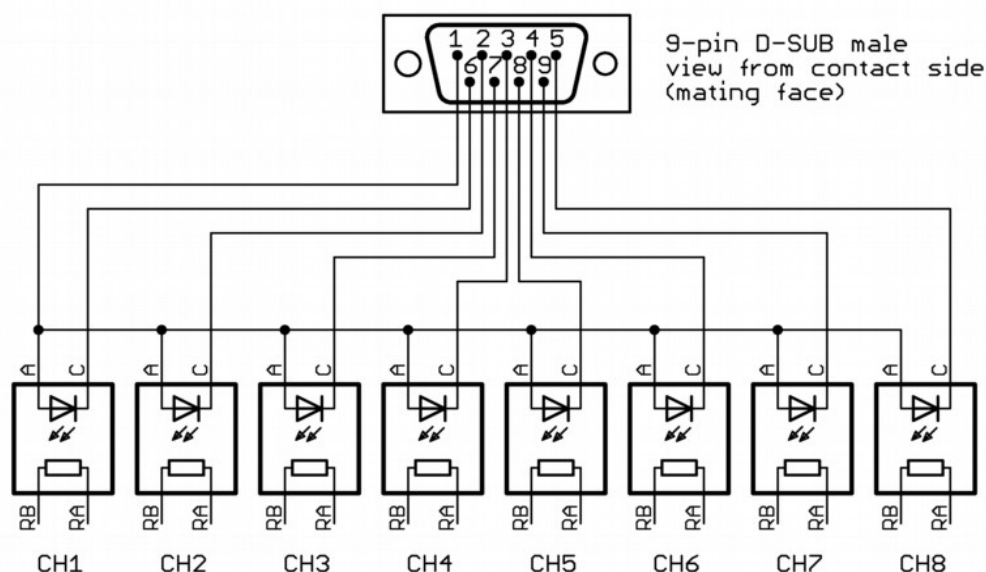 1 2 3 4 5
6 7 8 9
9-pin D-SUB male
view from contact side
(mating face)
A C A C A C A C A C A C A C A C
RB RA RB RA RB RA RB RA RB RA RB RA RB RA RB RA
CH1 CH2 CH3 CH4 CH5 CH6 CH7 CH8